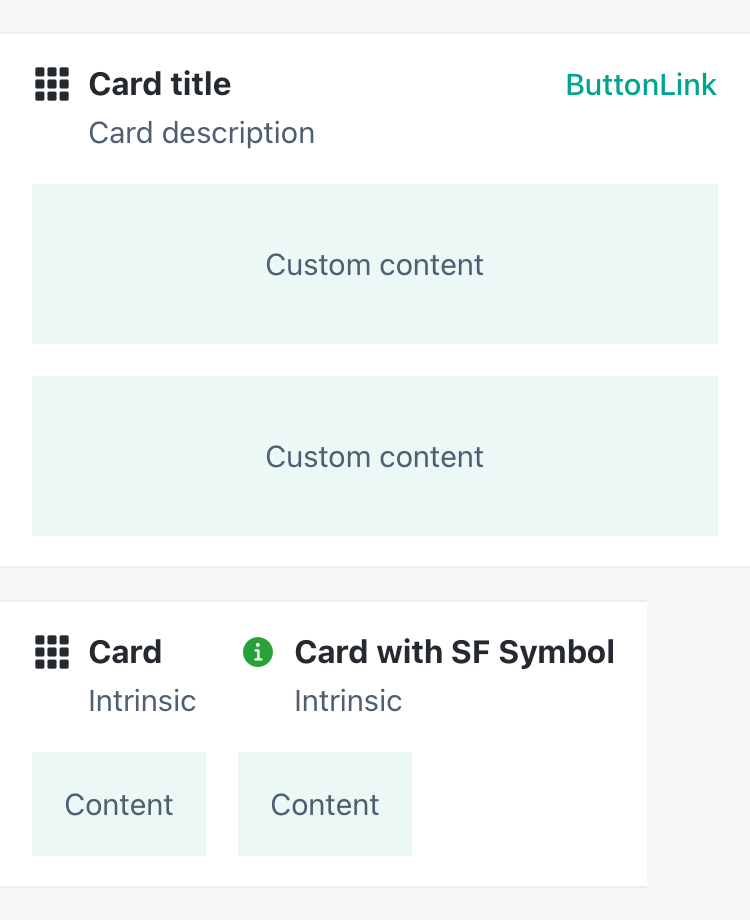 Card title
ButtonLink
Card description
Custom content
Custom content
Card
Card with SF Symbol
Intrinsic
Intrinsic
Content
Content